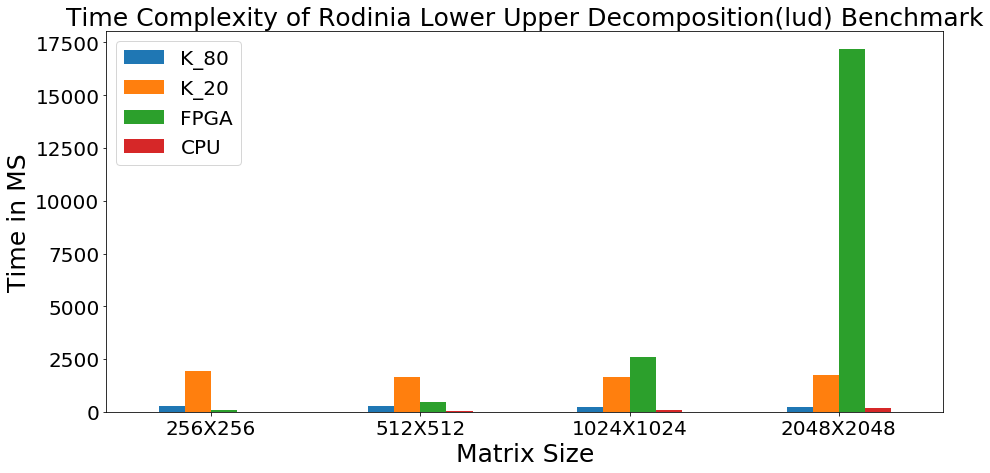 Time Complexity of Rodinia Lower Upper Decomposition(lud) Benchmark
K_80
K_20
FPGA
CPU
17500
15000
12500
10000
7500
5000
2500
0
Time in MS
256X256
512X512
1024X1024
2048X2048
Matrix Size